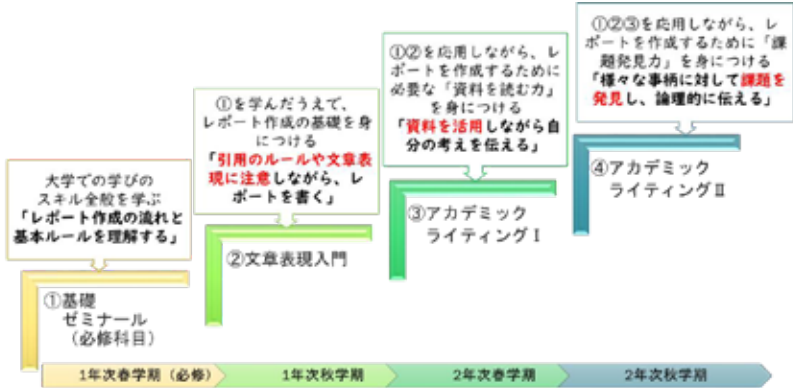 大学での学びの
スキル全般を学ぶ
「レポート作成の流れと
基本ルールを理解する」
①基礎
ゼミナール
(必修科目)
①を学んだうえで、
レポート作成の基礎を身
につける
「引用のルールや文章表
現に注意しながら、レ
ポートを書く」
②文章表現入門
①②を応用しながら、レ
ポートを作成するために
必要な「資料を読む力」
を身につける
「資料を活用しながら自
分の考えを伝える」
③アカデミック
ライティングⅠ
①②③を応用しながら、レ
ポートを作成するために「課
題発見力」を身につける
「様々な事柄に対して課題を
発見し、論理的に伝える」
④アカデミック
ライティングⅡ
1年次春学期(必修)
1年次秋学期
2年次春学期
2年次秋学期